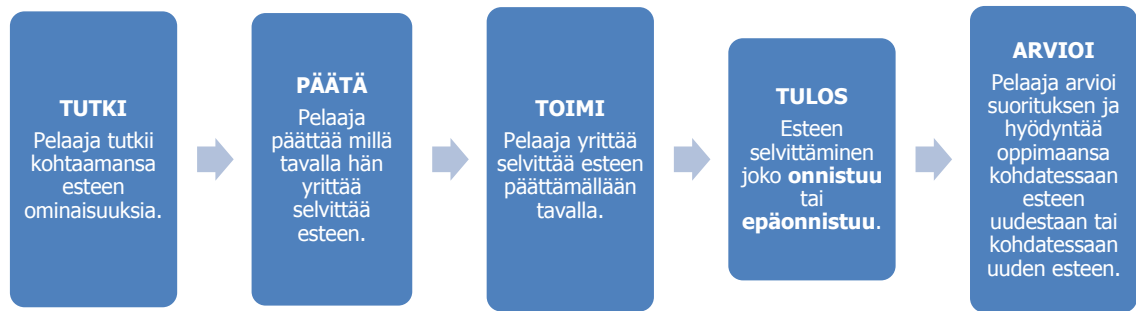 TUTKI
Pelaaja tutkii
kohtaamansa
esteen
ominaisuuksia.
PÄÄTÄ
Pelaaja
päättää millä
tavalla hän
yrittää
selvittää
esteen.
TOIMI
Pelaaja yrittää
selvittää esteen
päättämällään
tavalla.
TULOS
Esteen
selvittäminen
joko onnistuu
tai
epäonnistuu.
ARVIOI
Pelaaja arvioi
suorituksen ja
hyödyntää
oppimaansa
kohdatessaan
esteen
uudestaan tai
kohdatessaan
uuden esteen.